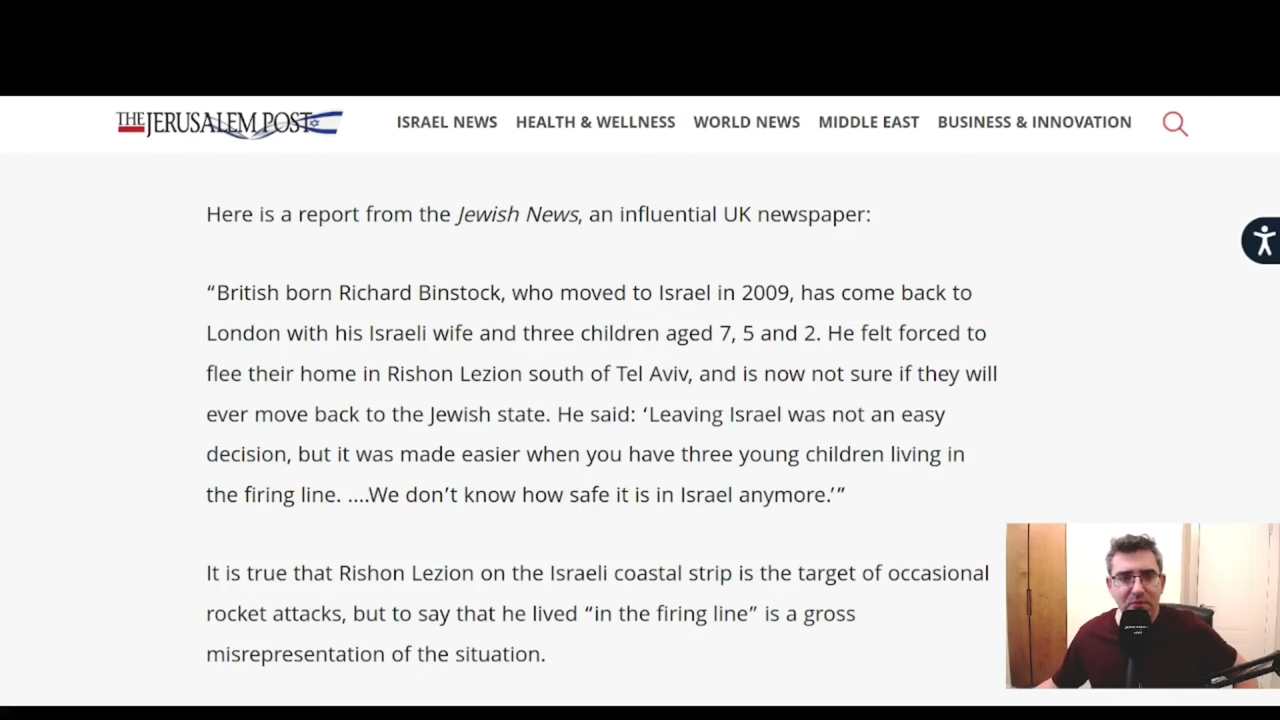 THE JERUSALEM POST
ISRAEL NEWS HEALTH & WELLNESS WORLD NEWS MIDDLE EAST BUSINESS & INNOVATION
Here is a report from the Jewish News, an influential UK newspaper:
“British born Richard Binstock, who moved to Israel in 2009, has come back to
London with his Israeli wife and three children aged 7, 5 and 2. He felt forced to
flee their home in Rishon Lezion south of Tel Aviv, and is now not sure if they will
ever move back to the Jewish state. He said: ‘Leaving Israel was not an easy
decision, but it was made easier when you have three young children living in
the firing line. ....We don’t know how safe it is in Israel anymore.’”
It is true that Rishon Lezion on the Israeli coastal strip is the target of occasional
rocket attacks, but to say that he lived “in the firing line” is a gross
misrepresentation of the situation.